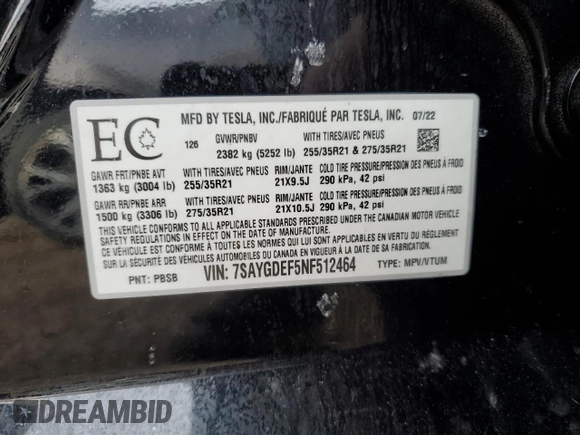 EC
MFD BY TESLA, INC./FABRIQUÉ PAR TESLA, INC. 07/22
126 GVWR/PNBV WITH TIRES/AVEC PNEUS
2382 kg (5252 lb) 255/35R21 & 275/35R21
GAWR FRT/PNBE AVT WITH TIRES/AVEC PNEUS RIM/JANTE COLD TIRE PRESSURE/PRESSION DES PNEUS À FROID
1363 kg (3004 lb) 255/35R21 21X9.5J 290 kPa, 42 psi
GAWR RR/PNBE ARR WITH TIRES/AVEC PNEUS RIM/JANTE COLD TIRE PRESSURE/PRESSION DES PNEUS À FROID
1500 kg (3306 lb) 275/35R21 21X10.5J 290 kPa, 42 psi
THIS VEHICLE CONFORMS TO ALL APPLICABLE STANDARDS PRESCRIBED UNDER THE CANADIAN MOTOR VEHICLE
SAFETY REGULATIONS IN EFFECT ON THE DATE OF MANUFACTURE
CE VÉHICULE EST CONFORME À TOUTES LES NORMES QUI LUI SONT APPLICABLES EN VERTU DU RÈGLEMENT
SUR LA SÉCURITÉ DES VÉHICULES AUTOMOBILES DU CANADA EN VIGUEUR À LA DATE DE SA FABRICATION
PNT: PBSB VIN: 7SAYGDEF5NF512464 TYPE: MPV/VTUM
DREAMBID